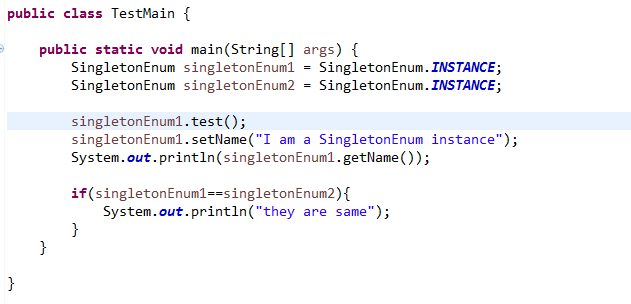 public class TestMain {
public static void main(String[] args) {
SingletonEnum singletonEnum1 = SingletonEnum.INSTANCE;
SingletonEnum singletonEnum2 = SingletonEnum.INSTANCE;
singletonEnum1.test();
singletonEnum1.setName("I am a SingletonEnum instance");
System.out.println(singletonEnum1.getName());
if(singletonEnum1==singletonEnum2){
System.out.println("they are same");
}
}
}